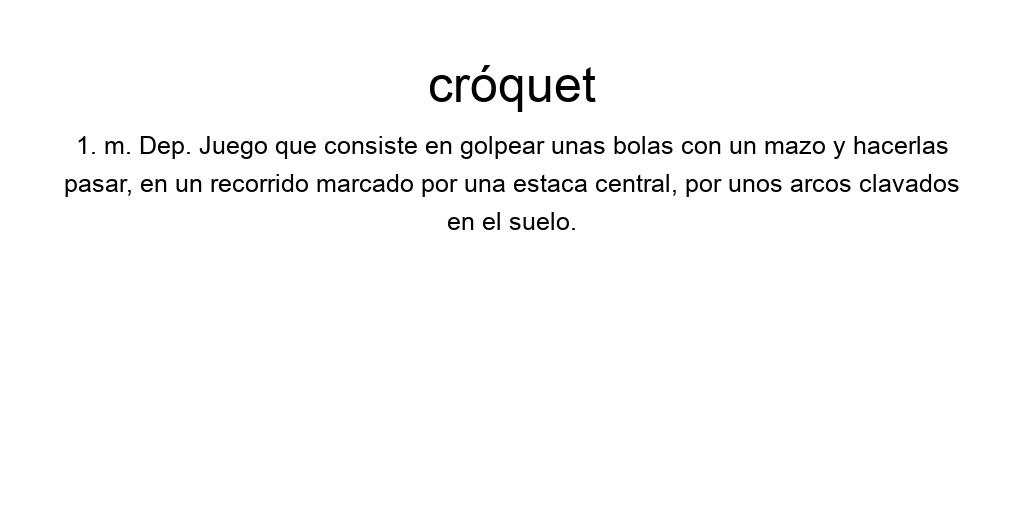 cróquet
1. m. Dep. Juego que consiste en golpear unas bolas con un mazo y hacerlas
pasar, en un recorrido marcado por una estaca central, por unos arcos clavados
en el suelo.